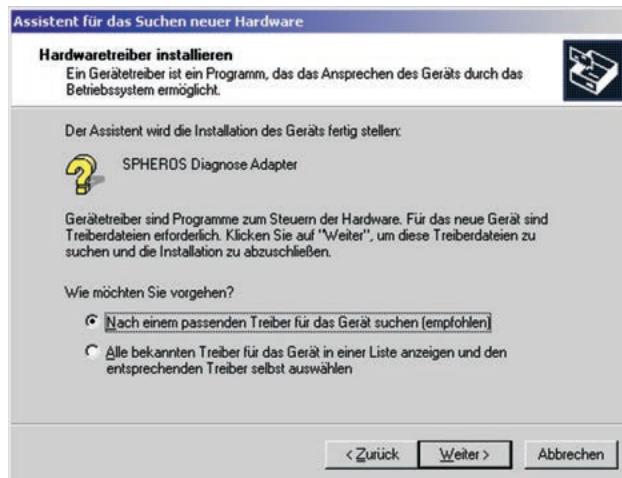 Assistent für das Suchen neuer Hardware
Hardwaretreiber installieren
Ein Gerätetreiber ist ein Programm, das das Ansprechen des Geräts durch das
Betriebssystem ermöglicht.
Der Assistent wird die Installation des Geräts fertig stellen:
SPHEROS Diagnose Adapter
Gerätetreiber sind Programme zum Steuern der Hardware. Für das neue Gerät sind
Treiberdateien erforderlich. Klicken Sie auf "Weiter", um diese Treiberdateien zu
suchen und die Installation zu abzuschließen.
Wie möchten Sie vorgehen?
Nach einem passenden Treiber für das Gerät suchen (empfohlen)
Alle bekannten Treiber für das Gerät in einer Liste anzeigen und den
entsprechenden Treiber selbst auswählen
< Zurück Weiter > Abbrechen